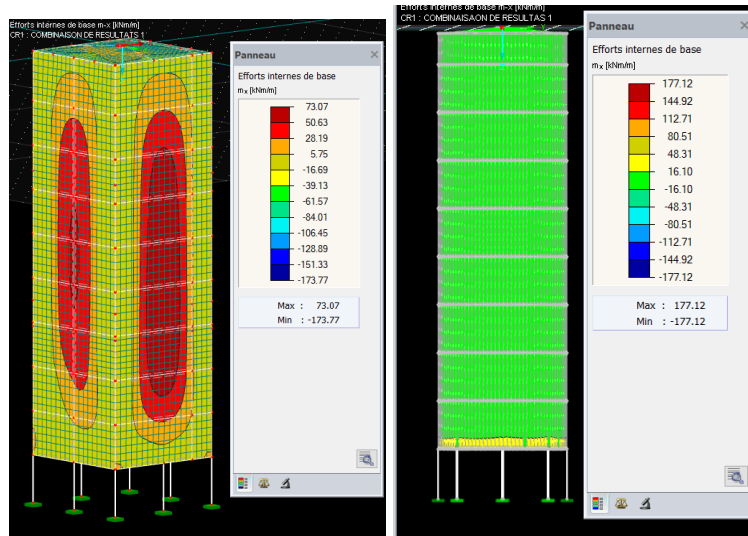 Efforts internes de base m-x [kNm/m]
CR1 : COMBINAISON DE RESULTATS 1
Panneau
Efforts internes de base
mx [kNm/m]
73.07
50.63
28.19
5.75
-16.69
-39.13
-61.57
-84.01
-106.45
-128.89
-151.33
-173.77
Max : 73.07
Min : -173.77
Efforts internes de base m-x [kNm/m]
CR1 : COMBINAISON DE RESULTATS 1
Panneau
Efforts internes de base
mx [kNm/m]
177.12
144.92
112.71
80.51
48.31
16.10
-16.10
-48.31
-80.51
-112.71
-144.92
-177.12
Max : 177.12
Min : -177.12